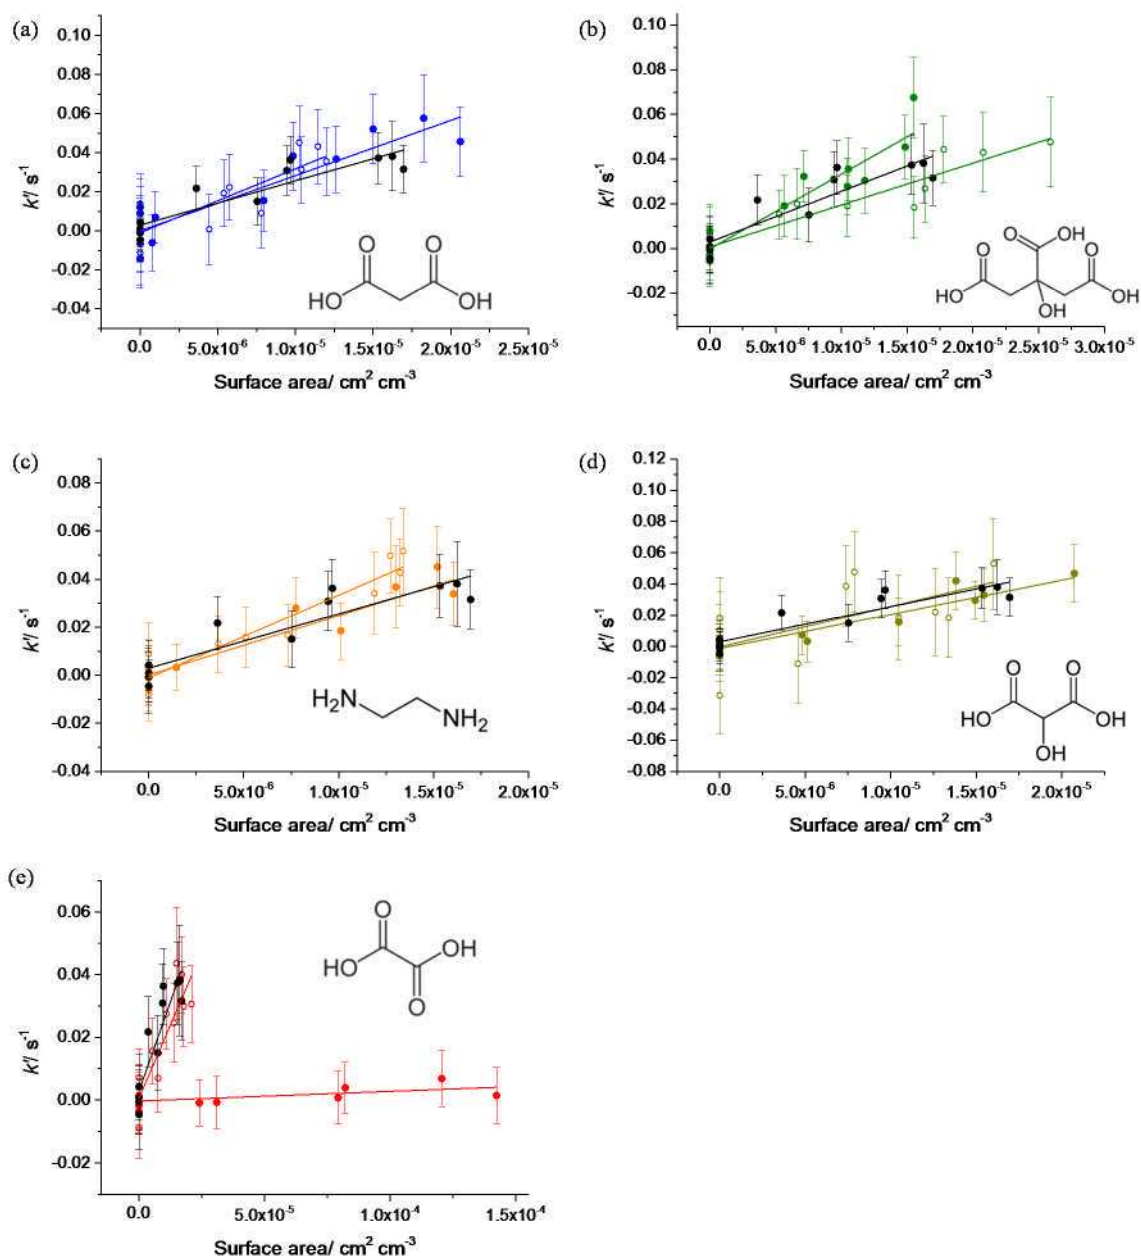 (a)
0.10
0.08
0.06
0.04
0.02
0.00
-0.02
-0.04
k'/ s-1
0.0 5.0x10-6 1.0x10-5 1.5x10-5 2.0x10-5 2.5x10-5
Surface area/ cm2 cm-3
O O
HO OH
(b)
0.10
0.08
0.06
0.04
0.02
0.00
-0.02
k'/ s-1
0.0 5.0x10-6 1.0x10-5 1.5x10-5 2.0x10-5 2.5x10-5 3.0x10-5
Surface area/ cm2 cm-3
O OH
O O
HO OH
OH
(c)
0.08
0.06
0.04
0.02
0.00
-0.02
-0.04
k'/ s-1
0.0 5.0x10-6 1.0x10-5 1.5x10-5 2.0x10-5
Surface area/ cm2 cm-3
H2N
NH2
(d)
0.12
0.10
0.08
0.06
0.04
0.02
0.00
-0.02
-0.04
-0.06
-0.08
k'/ s-1
0.0 5.0x10-6 1.0x10-5 1.5x10-5 2.0x10-5
Surface area/ cm2 cm-3
O O
HO OH
OH
(e)
0.06
0.04
0.02
0.00
-0.02
k'/ s-1
0.0 5.0x10-5 1.0x10-4 1.5x10-4
Surface area/ cm2 cm-3
O
OH
HO
O